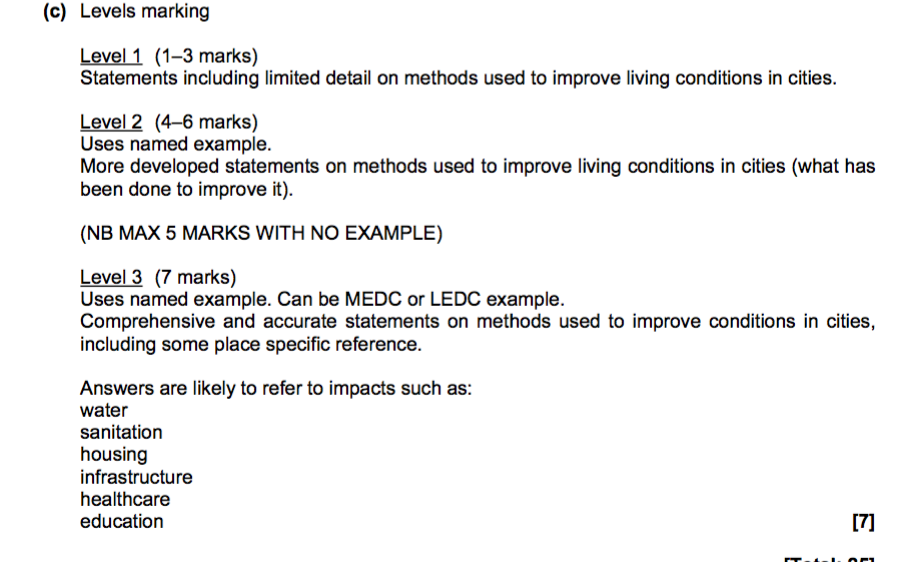 (c) Levels marking
Level 1 (1–3 marks)
Statements including limited detail on methods used to improve living conditions in cities.
Level 2 (4–6 marks)
Uses named example.
More developed statements on methods used to improve living conditions in cities (what has
been done to improve it).
(NB MAX 5 MARKS WITH NO EXAMPLE)
Level 3 (7 marks)
Uses named example. Can be MEDC or LEDC example.
Comprehensive and accurate statements on methods used to improve conditions in cities,
including some place specific reference.
Answers are likely to refer to impacts such as:
water
sanitation
housing
infrastructure
healthcare
education [7]